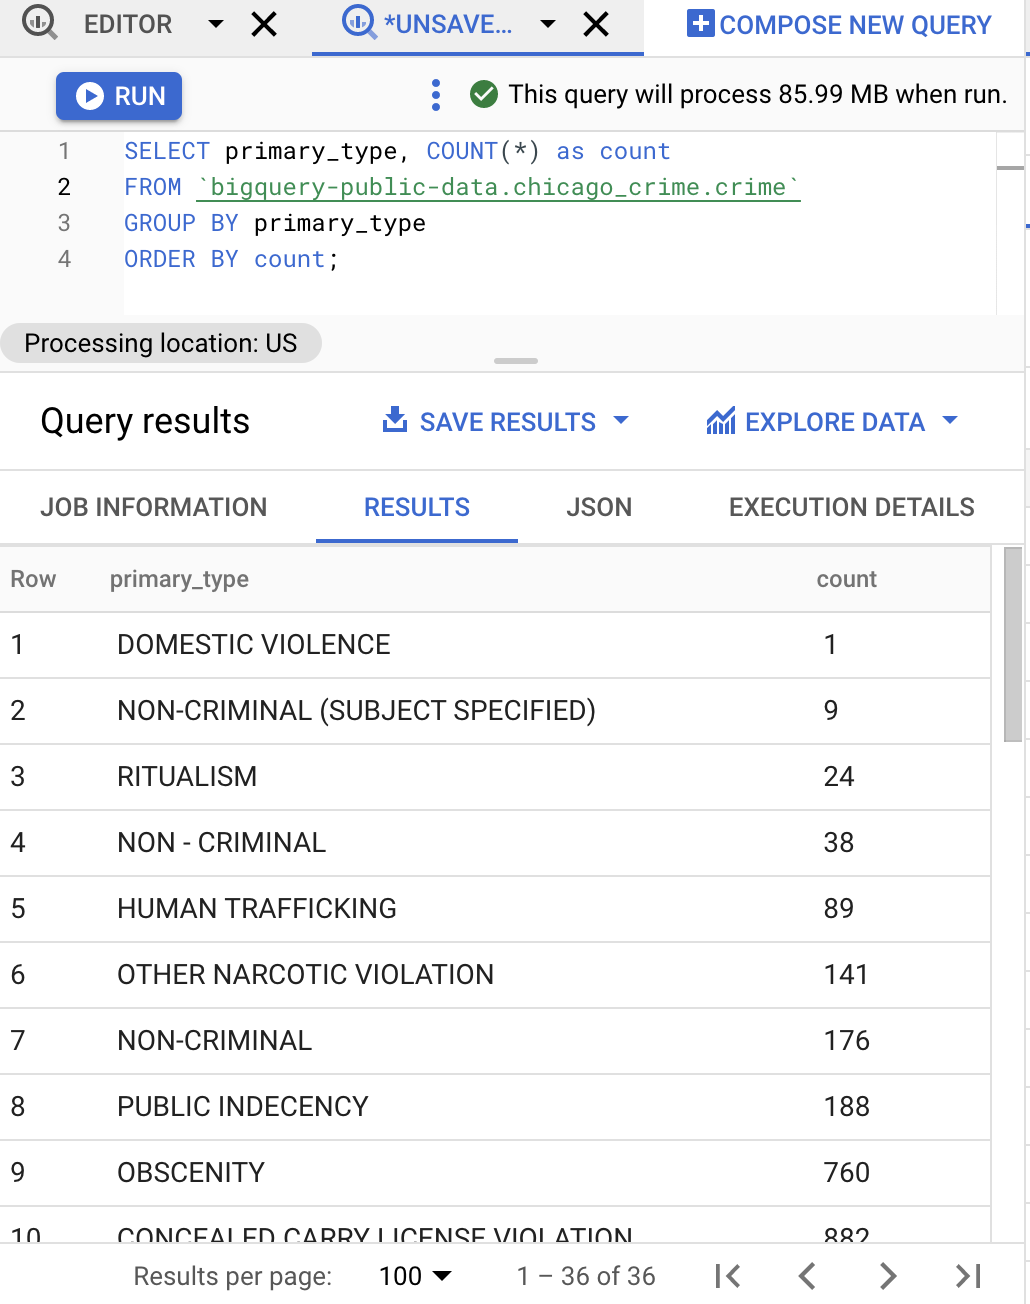 EDITOR *UNSAVE... COMPOSE NEW QUERY
RUN This query will process 85.99 MB when run.
1 SELECT primary_type, COUNT(*) as count
2 FROM `bigquery-public-data.chicago_crime.crime`
3 GROUP BY primary_type
4 ORDER BY count;
Processing location: US
Query results SAVE RESULTS EXPLORE DATA
JOB INFORMATION RESULTS JSON EXECUTION DETAILS
Row primary_type count
1 DOMESTIC VIOLENCE 1
2 NON-CRIMINAL (SUBJECT SPECIFIED) 9
3 RITUALISM 24
4 NON - CRIMINAL 38
5 HUMAN TRAFFICKING 89
6 OTHER NARCOTIC VIOLATION 141
7 NON-CRIMINAL 176
8 PUBLIC INDECENCY 188
9 OBSCENITY 760
10 CONCEALED CARRY LICENSE VIOLATION 882
Results per page: 100 1 – 36 of 36